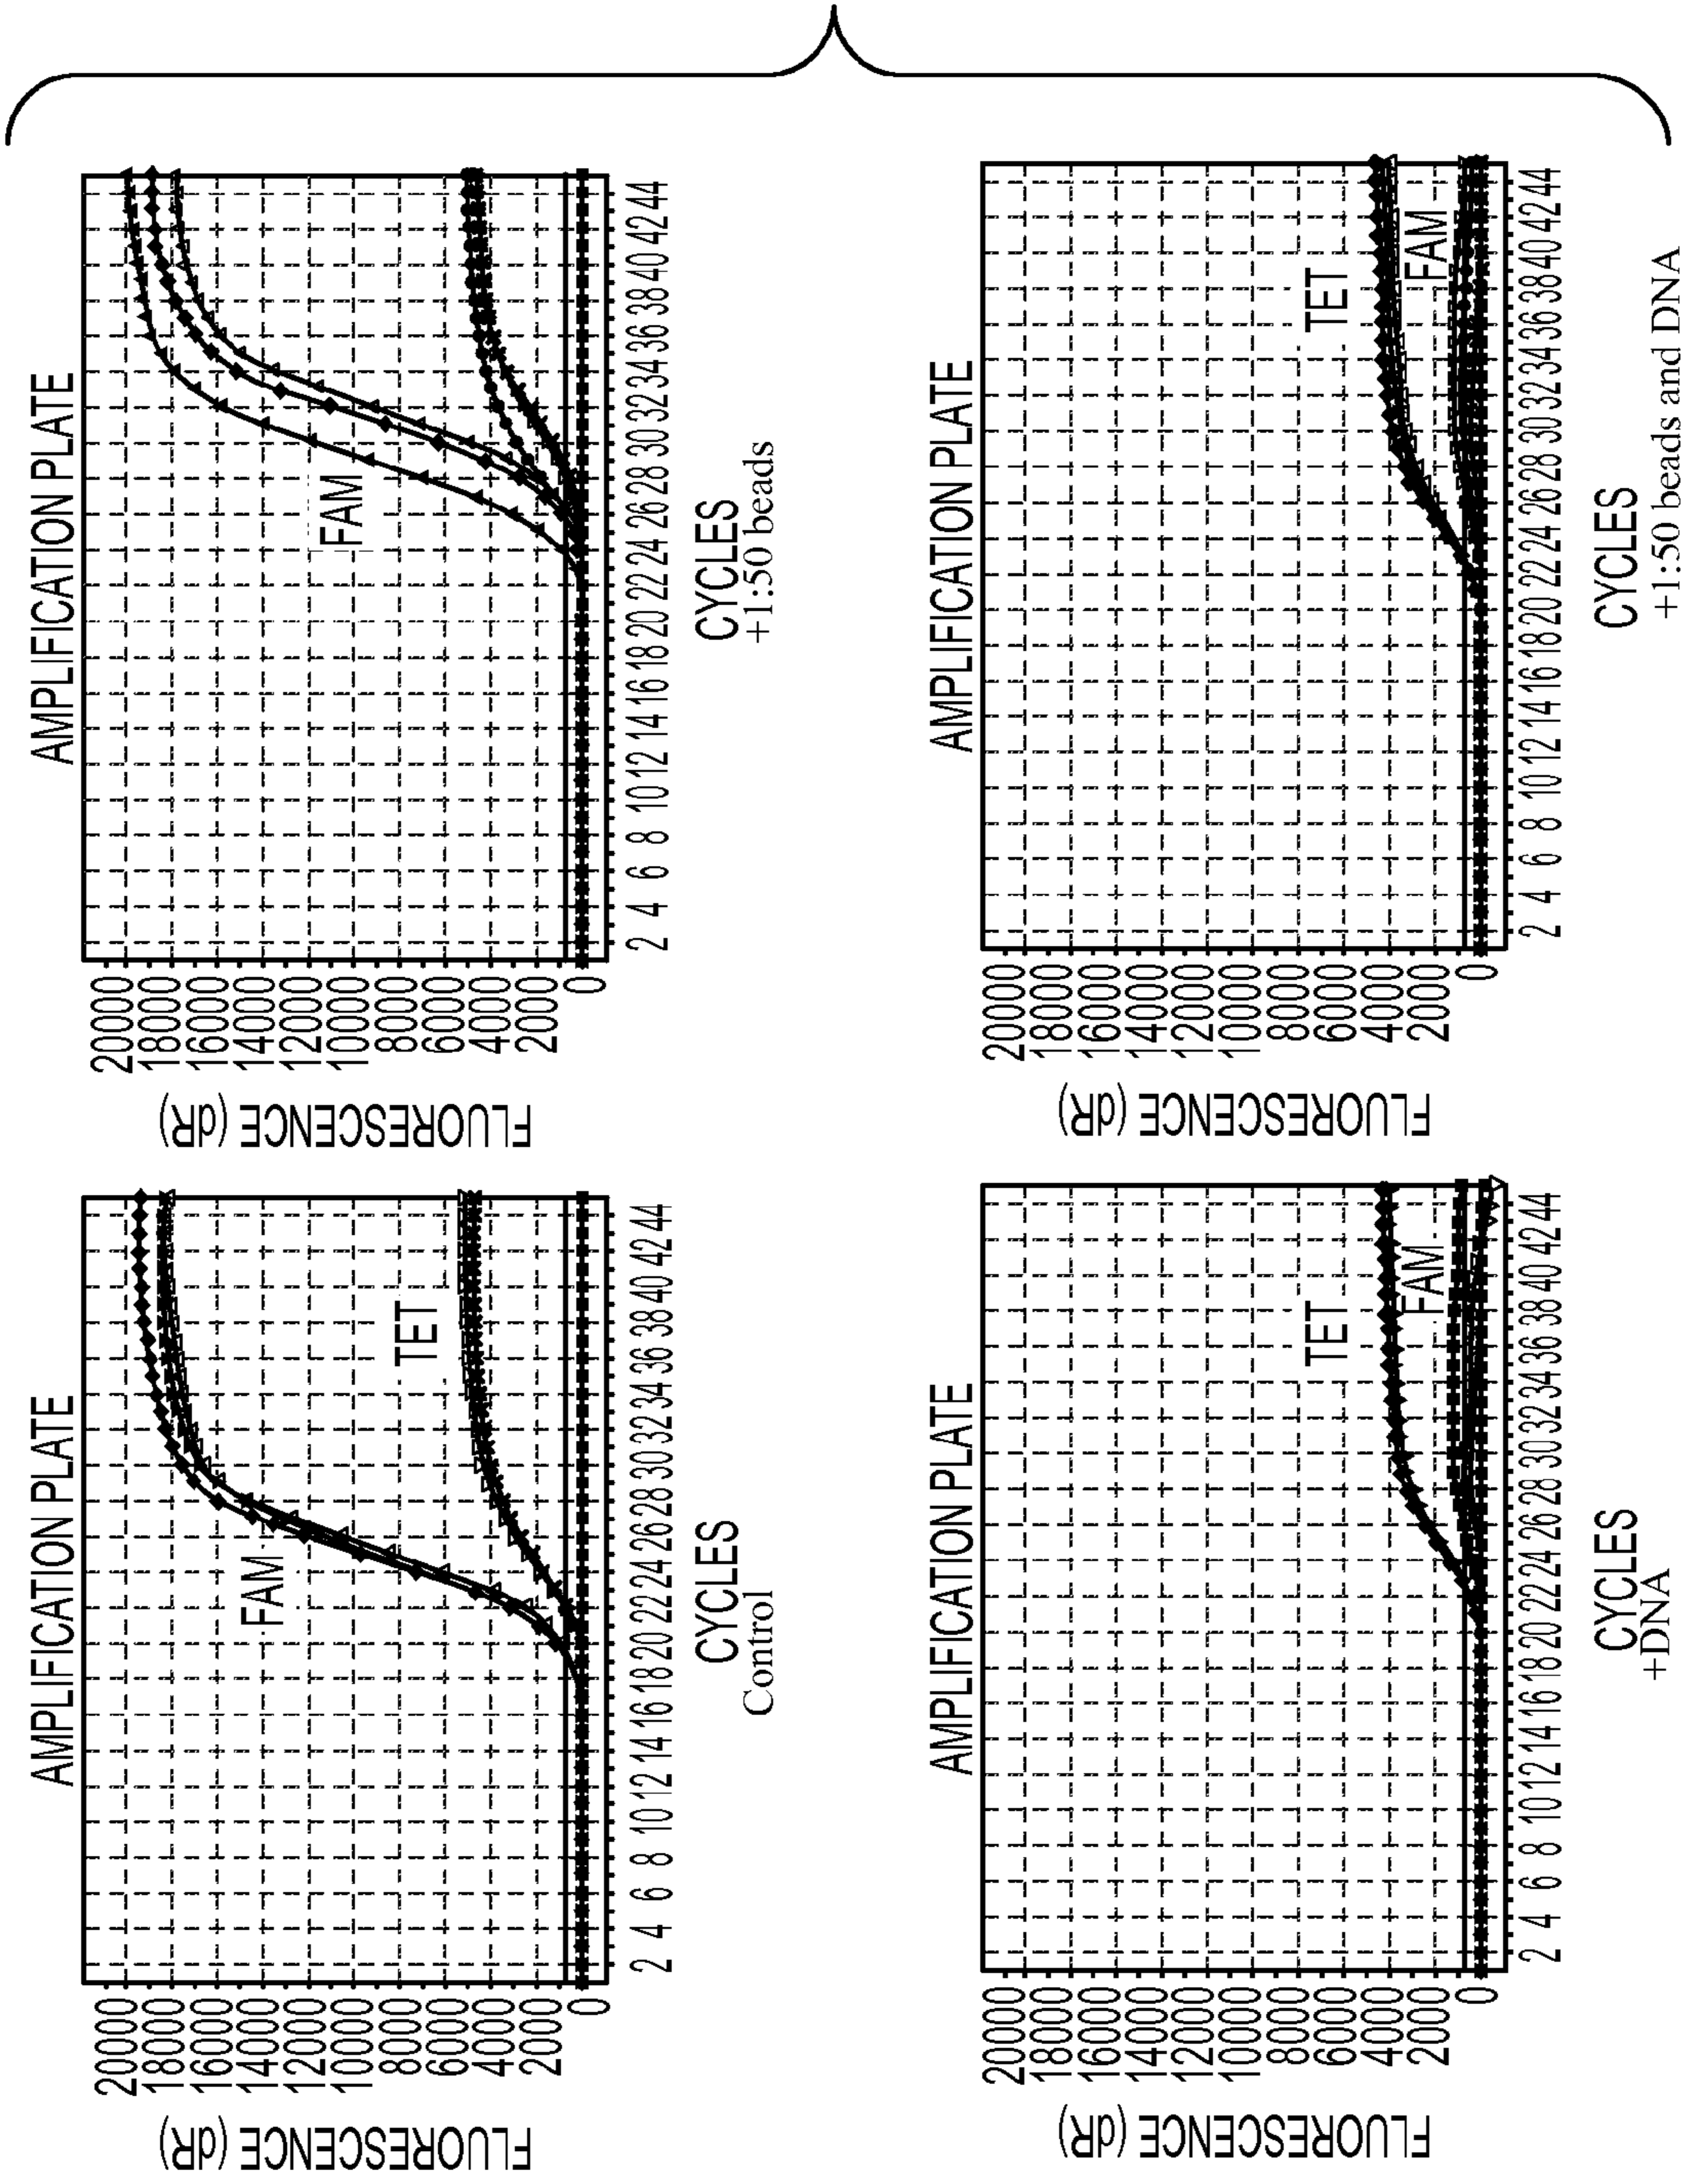 AMPLIFICATION PLATE
FLUORESCENCE (dR)
20000
18000
16000
14000
12000
10000
8000
6000
4000
2000
0
FAM
TET
2 4 6 8 10 12 14 16 18 20 22 24 26 28 30 32 34 36 38 40 42 44
CYCLES
Control
AMPLIFICATION PLATE
FLUORESCENCE (dR)
20000
18000
16000
14000
12000
10000
8000
6000
4000
2000
0
FAM
2 4 6 8 10 12 14 16 18 20 22 24 26 28 30 32 34 36 38 40 42 44
CYCLES
+1:50 beads
AMPLIFICATION PLATE
FLUORESCENCE (dR)
20000
18000
16000
14000
12000
10000
8000
6000
4000
2000
0
TET
FAM
2 4 6 8 10 12 14 16 18 20 22 24 26 28 30 32 34 36 38 40 42 44
CYCLES
+DNA
AMPLIFICATION PLATE
FLUORESCENCE (dR)
20000
18000
16000
14000
12000
10000
8000
6000
4000
2000
0
TET
FAM
2 4 6 8 10 12 14 16 18 20 22 24 26 28 30 32 34 36 38 40 42 44
CYCLES
+1:50 beads and DNA